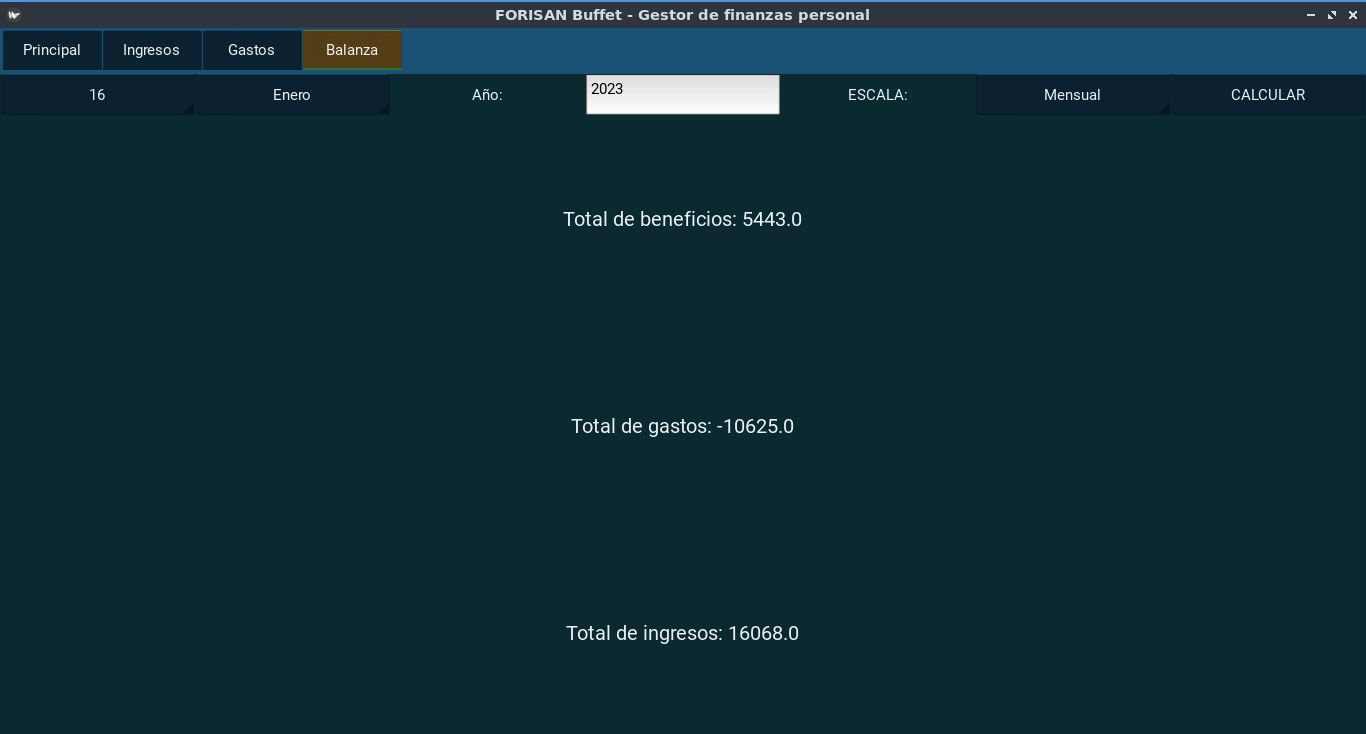 FORISAN Buffet - Gestor de finanzas personal
Principal Ingresos Gastos Balanza
16 Enero Año: 2023 ESCALA: Mensual CALCULAR
Total de beneficios: 5443.0
Total de gastos: -10625.0
Total de ingresos: 16068.0